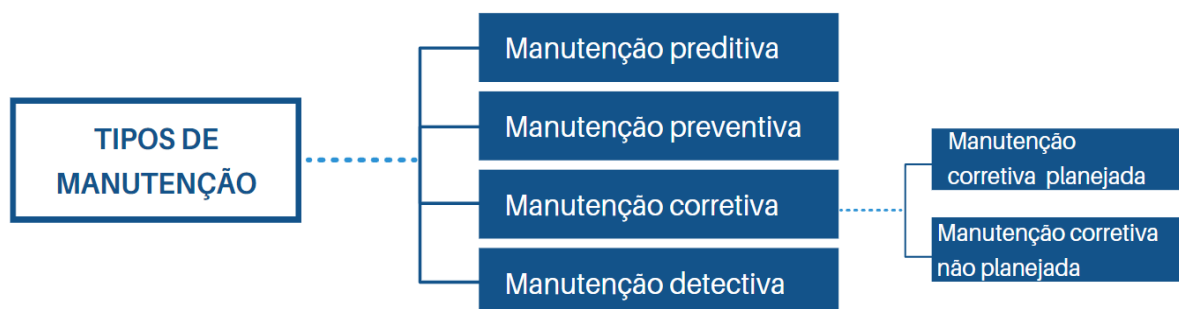 TIPOS DE
MANUTENÇÃO
Manutenção preditiva
Manutenção preventiva
Manutenção corretiva
Manutenção detectiva
Manutenção
corretiva planejada
Manutenção corretiva
não planejada